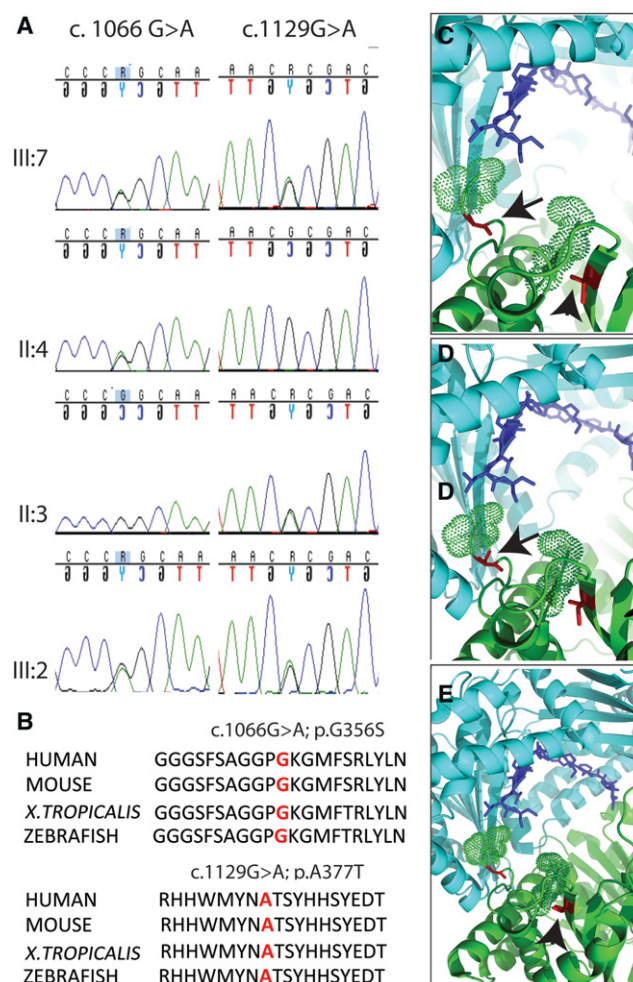 A
c. 1066 G>A c.1129G>A
C C C R G C A A A A C R C G A C
G G G Y C G T T T T G Y G C T G
III:7
C C C R G C A A A A C G C G A C
G G G Y C G T T T T G C G C T G
II:4
C C C G G C A A A A C R C G A C
G G G C C G T T T T G Y G C T G
II:3
C C C R G C A A A A C R C G A C
G G G Y C G T T T T G Y G C T G
III:2
B
c.1066G>A; p.G356S
HUMAN GGGSFSAGGPGKGMFSRLYLN
MOUSE GGGSFSAGGPGKGMFSRLYLN
X.TROPICALIS GGGSFSAGGPGKGMFTRLYLN
ZEBRAFISH GGGSFSAGGPGKGMFTRLYLN
c.1129G>A; p.A377T
HUMAN RHHWMYNATSYHHSYEDT
MOUSE RHHWMYNATSYHHSYEDT
X.TROPICALIS RHHWMYNATSYHHSYEDT
ZEBRAFISH RHHWMYNATSYHHSYEDT
C
D
D
E